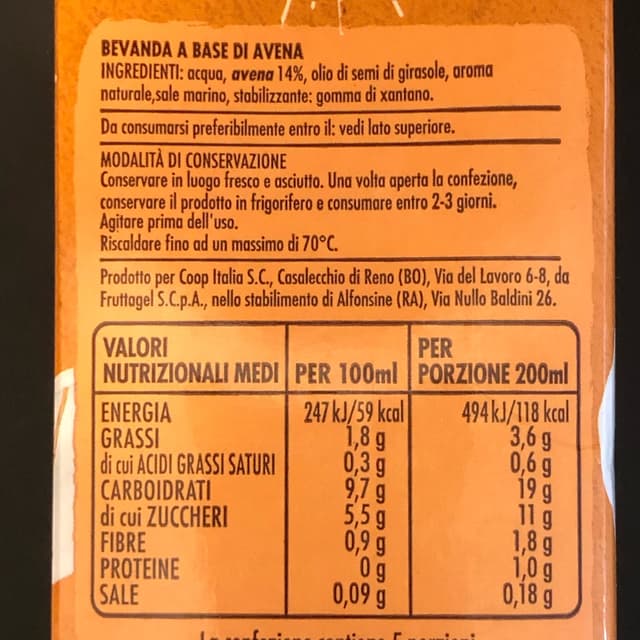 BEVANDA A BASE DI AVENA
INGREDIENTI: acqua, avena 14%, olio di semi di girasole, aroma
naturale,sale marino, stabilizzante: gomma di xantano.
Da consumarsi preferibilmente entro il: vedi lato superiore.
MODALITÀ DI CONSERVAZIONE
Conservare in luogo fresco e asciutto. Una volta aperta la confezione,
conservare il prodotto in frigorifero e consumare entro 2-3 giorni.
Agitare prima dell'uso.
Riscaldare fino ad un massimo di 70°C.
Prodotto per Coop Italia S.C., Casalecchio di Reno (BO), Via del Lavoro 6-8, da
Fruttagel S.C.p.A., nello stabilimento di Alfonsine (RA), Via Nullo Baldini 26.
VALORI PER
NUTRIZIONALI MEDI PER 100ml PORZIONE 200ml
ENERGIA 247 kJ/59 kcal 494 kJ/118 kcal
GRASSI 1,8 g 3,6 g
di cui ACIDI GRASSI SATURI 0,3 g 0,6 g
CARBOIDRATI 9,7 g 19 g
di cui ZUCCHERI 5,5 g 11 g
FIBRE 0,9 g 1,8 g
PROTEINE 0 g 1,0 g
SALE 0,09 g 0,18 g